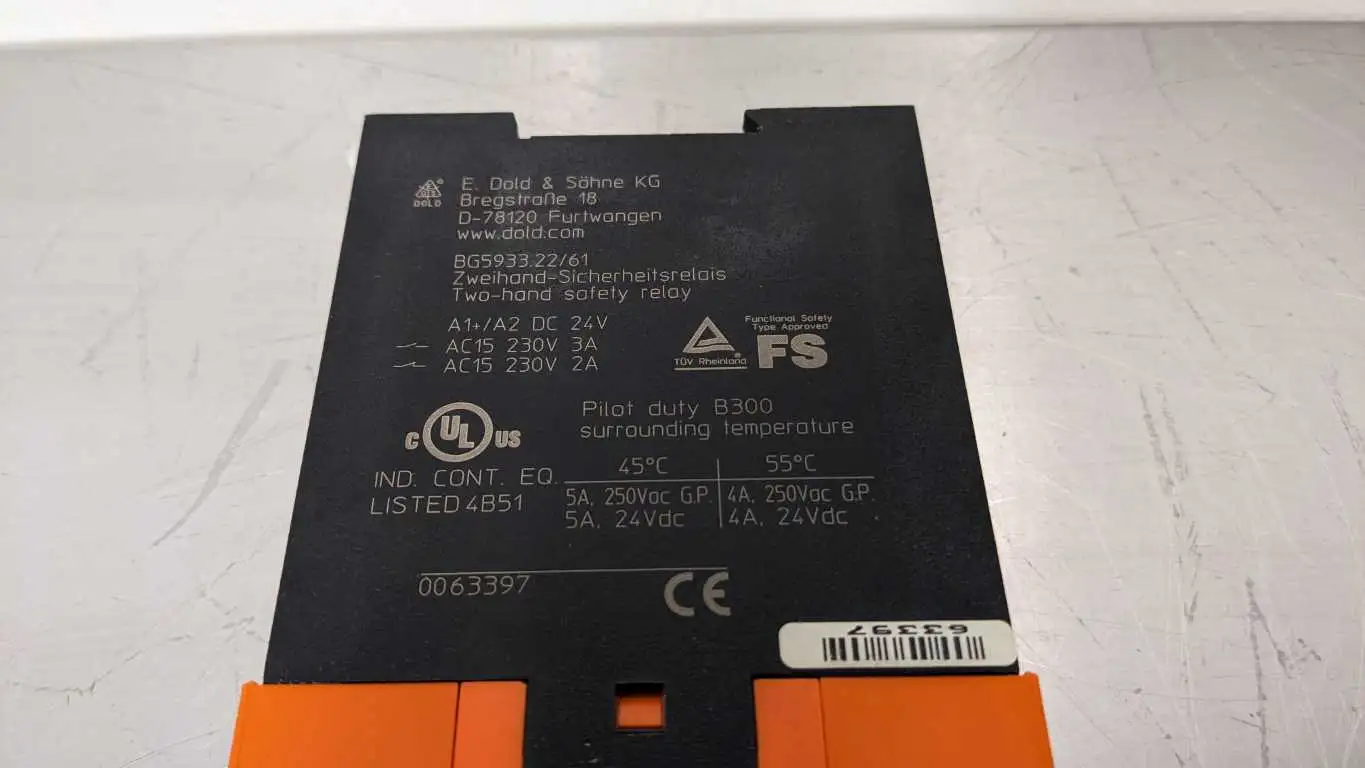 DOLD
E. Dold & Söhne KG
Bregstraße 18
D-78120 Furtwangen
www.dold.com
BG5933.22/61
Zweihand-Sicherheitsrelais
Two-hand safety relay
A1+/A2 DC 24V
AC15 230V 3A
AC15 230V 2A
TÜV Rheinland ®
Functional Safety
Type Approved
FS
C UL US
IND. CONT. EQ.
LISTED 4B51
Pilot duty B300
surrounding temperature
45°C 55°C
5A, 250Vac G.P. 4A, 250Vac G.P.
5A, 24Vdc 4A, 24Vdc
0063397
CE
63397